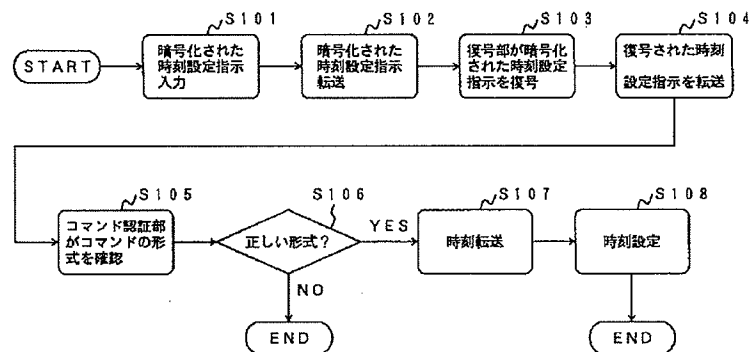 S101
S102
S103
S104
START
暗号化された
時刻設定指示
入力
暗号化された
時刻設定指示
転送
復号部が暗号化
された時刻設定
指示を復号
復号された時刻
設定指示を転送
S105
S106
S107
S108
コマンド認証部
がコマンドの形
式を確認
正しい形式?
YES
時刻転送
時刻設定
NO
END
END